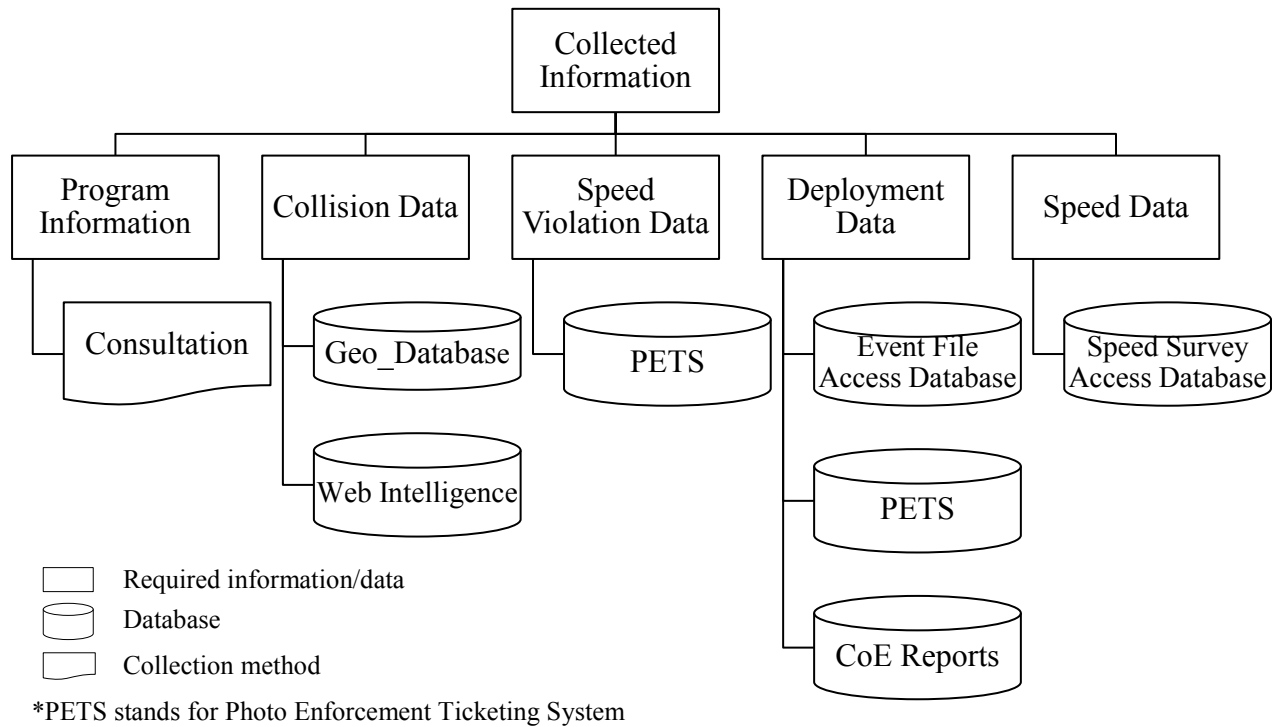 Collected
Information
Program
Information
Collision Data
Speed
Violation Data
Deployment
Data
Speed Data
Consultation
Geo_Database
PETS
Event File
Access Database
Speed Survey
Access Database
Web Intelligence
PETS
CoE Reports
Required information/data
Database
Collection method
*PETS stands for Photo Enforcement Ticketing System